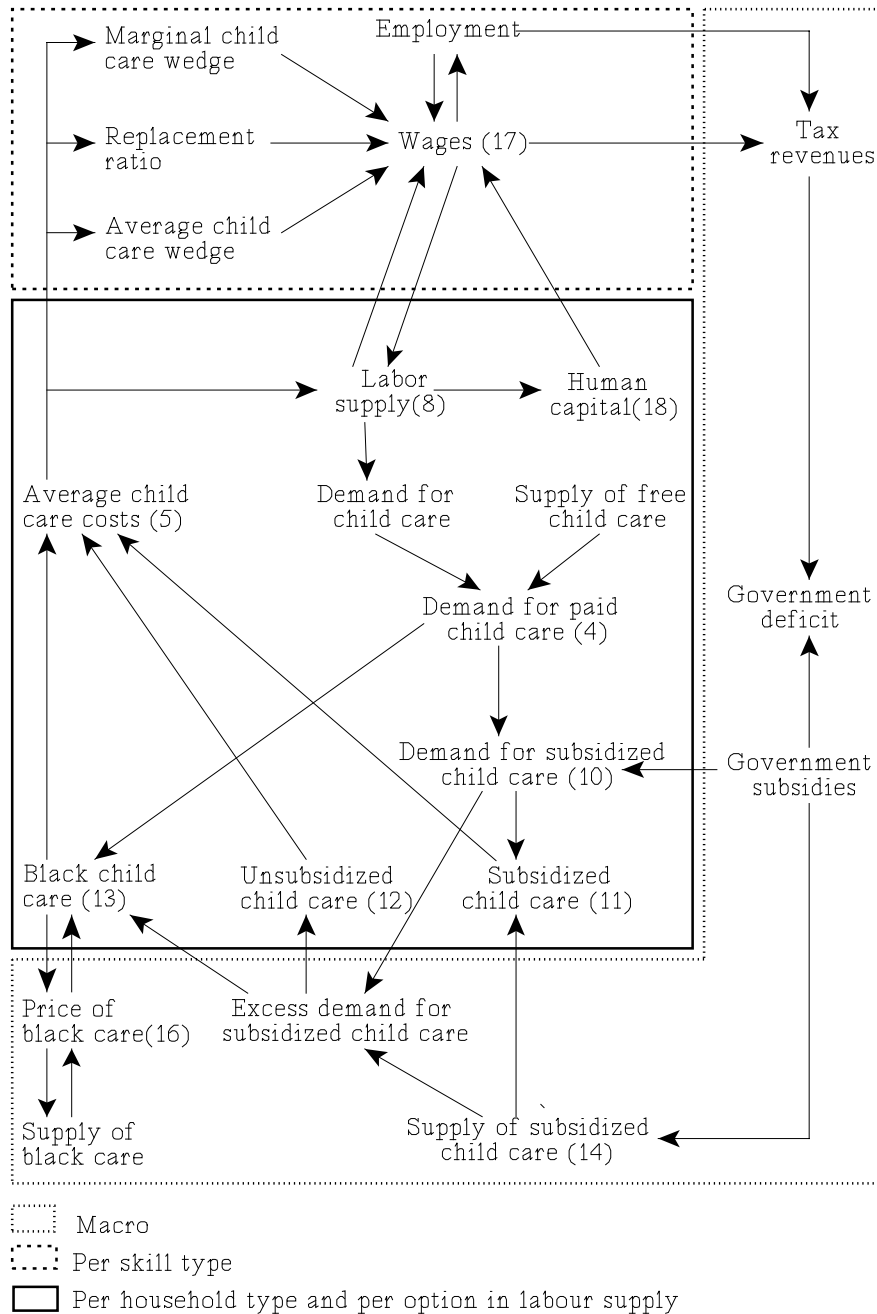 Marginal child
care wedge
Employment
Replacement
ratio
Wages (17)
Tax
revenues
Average child
care wedge
Labor
supply(8)
Human
capital(18)
Average child
care costs (5)
Demand for
child care
Supply of free
child care
Demand for paid
child care (4)
Government
deficit
Demand for subsidized
child care (10)
Government
subsidies
Black child
care (13)
Unsubsidized
child care (12)
Subsidized
child care (11)
Price of
black care(16)
Excess demand for
subsidized child care
Supply of
black care
Supply of subsidized
child care (14)
Macro
Per skill type
Per household type and per option in labour supply